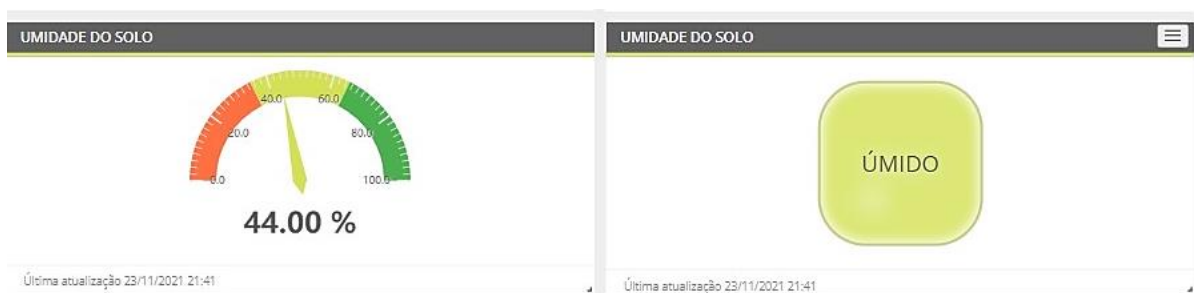 UMIDADE DO SOLO
0.0
20.0
40.0
60.0
80.0
100.0
44.00 %
Última atualização 23/11/2021 21:41
UMIDADE DO SOLO
ÚMIDO
Última atualização 23/11/2021 21:41